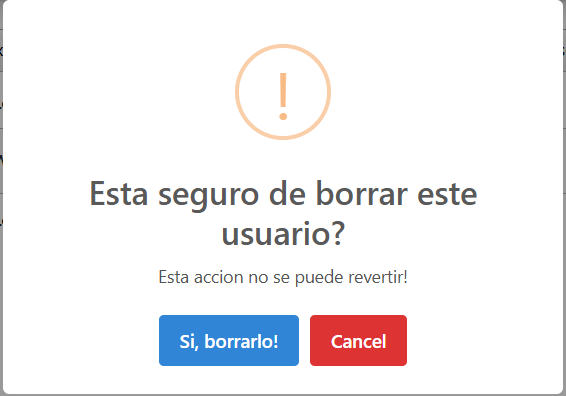 !
Esta seguro de borrar este
usuario?
Esta accion no se puede revertir!
Si, borrarlo!
Cancel